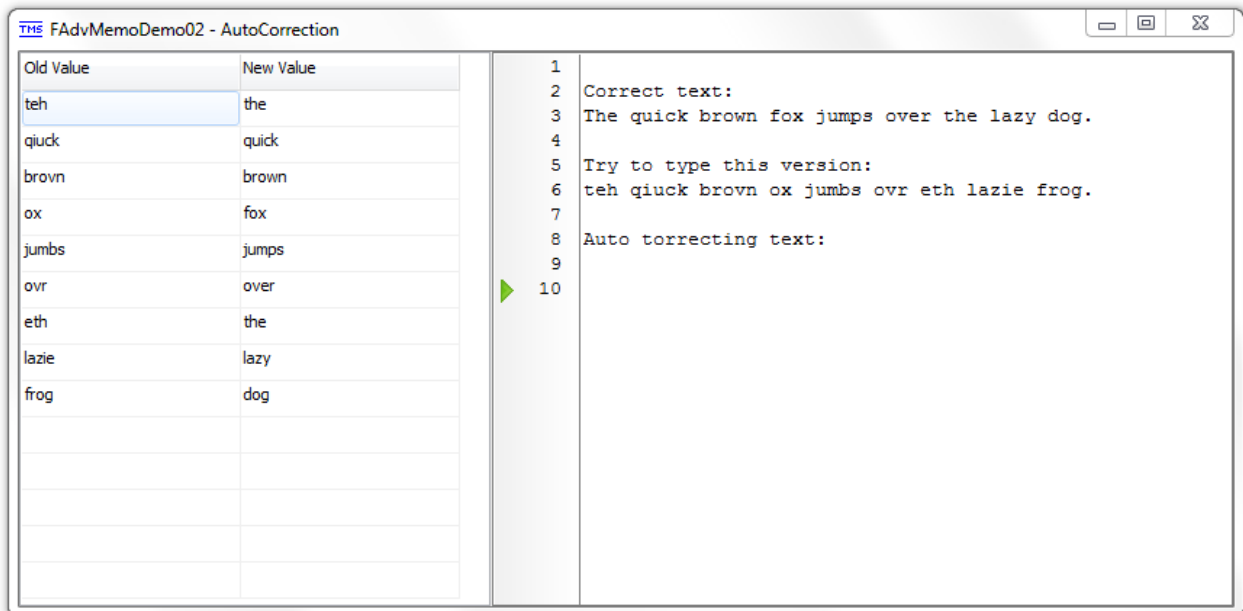 TMS FAdvMemoDemo02 - AutoCorrection
Old Value New Value
teh the
qiuck quick
brovn brown
ox fox
jumbs jumps
ovr over
eth the
lazie lazy
frog dog
1
2 Correct text:
3 The quick brown fox jumps over the lazy dog.
4
5 Try to type this version:
6 teh qiuck brovn ox jumbs ovr eth lazie frog.
7
8 Auto torrecting text:
9
10